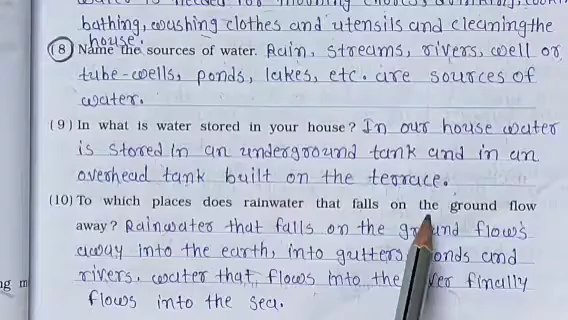 bathing, washing clothes and utensils and cleaning the
house.
(8) Name the sources of water. Rain, streams, rivers, well or
tube-wells, ponds, lakes, etc. are sources of
water.
(9) In what is water stored in your house? In our house water
is stored in an underground tank and in an
overhead tank built on the terrace.
(10) To which places does rainwater that falls on the ground flow
away? Rainwater that falls on the ground flows
away into the earth, into gutters, ponds and
rivers. water that flows into the river finally
flows into the sea.